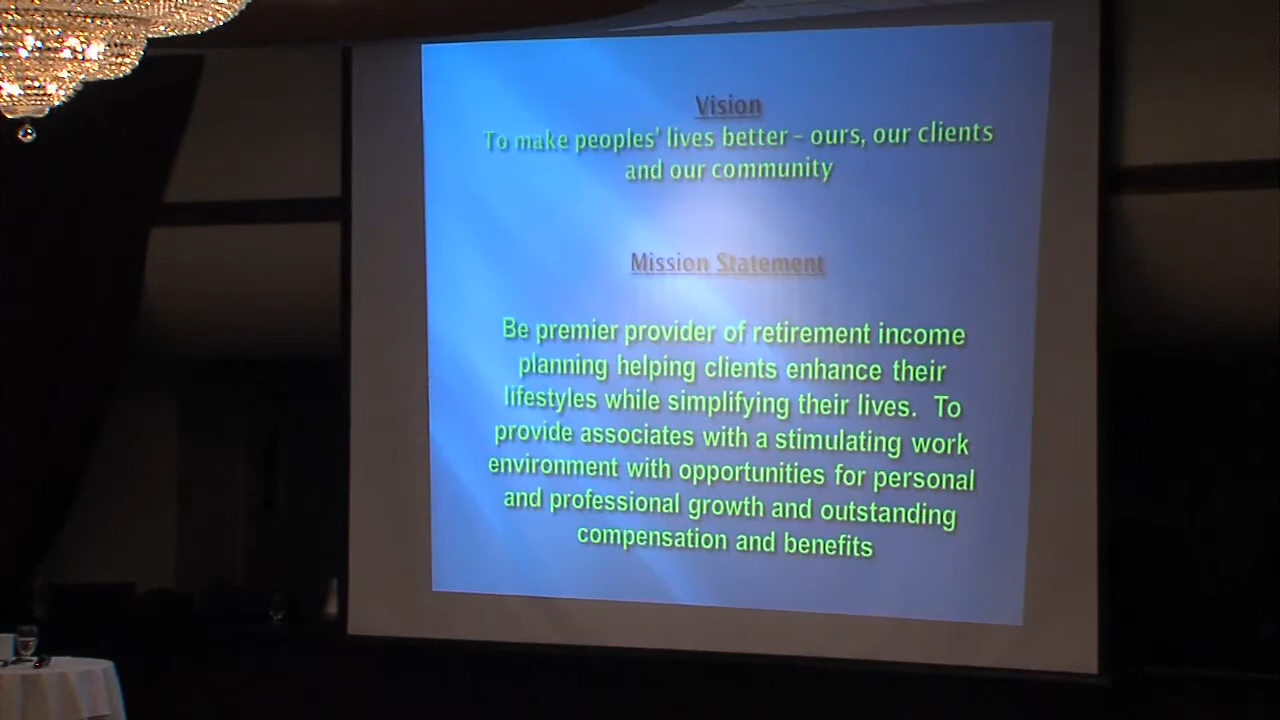 Vision
To make peoples' lives better – ours, our clients
and our community
Mission Statement
Be premier provider of retirement income
planning helping clients enhance their
lifestyles while simplifying their lives.  To
provide associates with a stimulating work
environment with opportunities for personal
and professional growth and outstanding
compensation and benefits